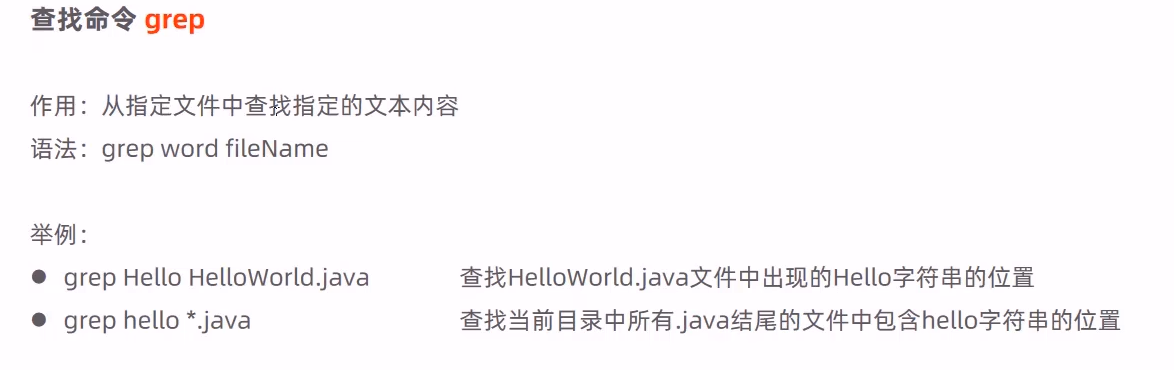 查找命令 grep
作用：从指定文件中查找指定的文本内容
语法：grep word fileName
举例：
● grep Hello HelloWorld.java 查找HelloWorld.java文件中出现的Hello字符串的位置
● grep hello *.java 查找当前目录中所有.java结尾的文件中包含hello字符串的位置